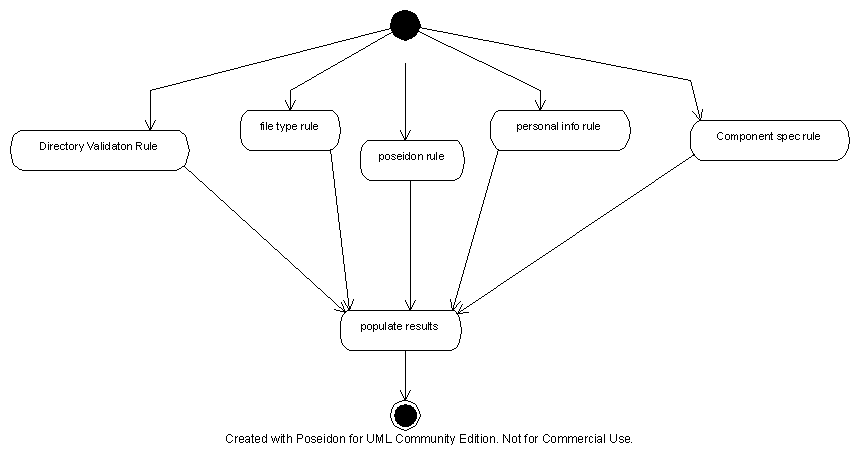 file type rule
personal info rule
Directory Validaton Rule
poseidon rule
Component spec rule
populate results
Created with Poseidon for UML Community Edition. Not for Commercial Use.